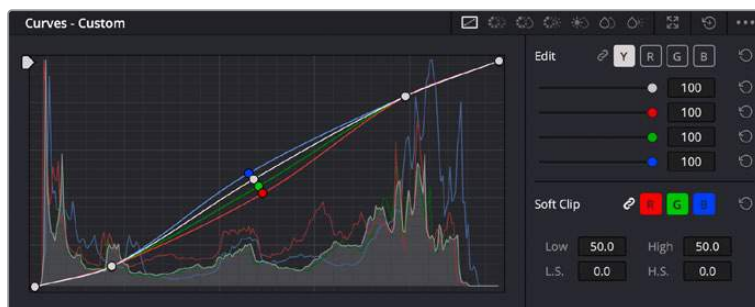 Curves - Custom
Edit Y R G B
100
100
100
100
Soft Clip R G B
Low 50.0 High 50.0
L.S. 0.0 H.S. 0.0